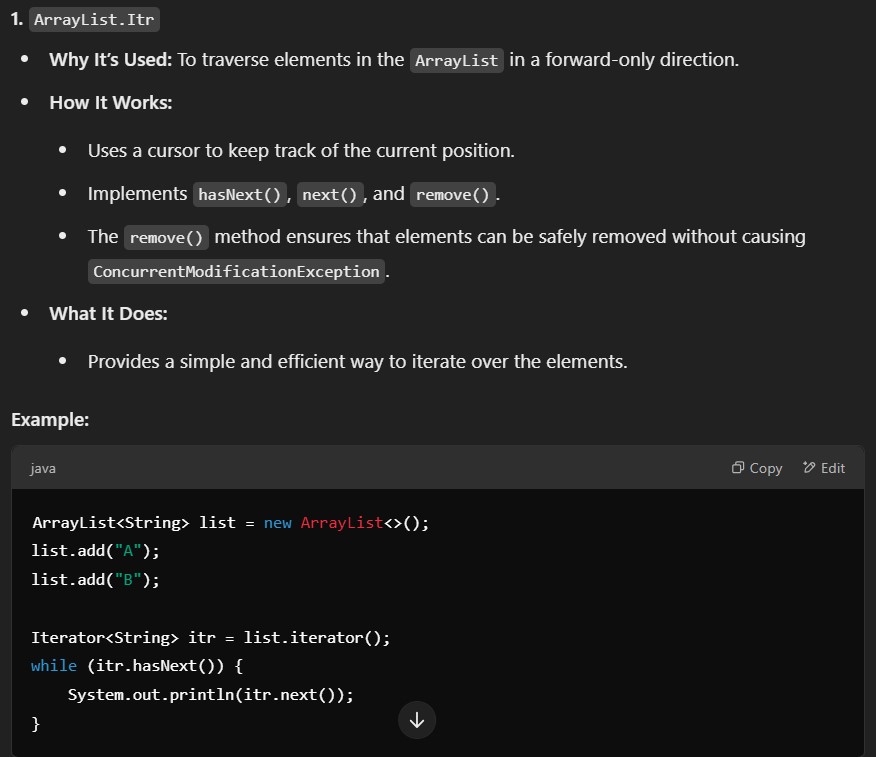 1. ArrayList.Itr
• Why It’s Used: To traverse elements in the ArrayList in a forward-only direction.
• How It Works:
• Uses a cursor to keep track of the current position.
• Implements hasNext(), next(), and remove().
• The remove() method ensures that elements can be safely removed without causing
ConcurrentModificationException.
• What It Does:
• Provides a simple and efficient way to iterate over the elements.
Example:
java Copy Edit
ArrayList<String> list = new ArrayList<>();
list.add("A");
list.add("B");
Iterator<String> itr = list.iterator();
while (itr.hasNext()) {
    System.out.println(itr.next());
}